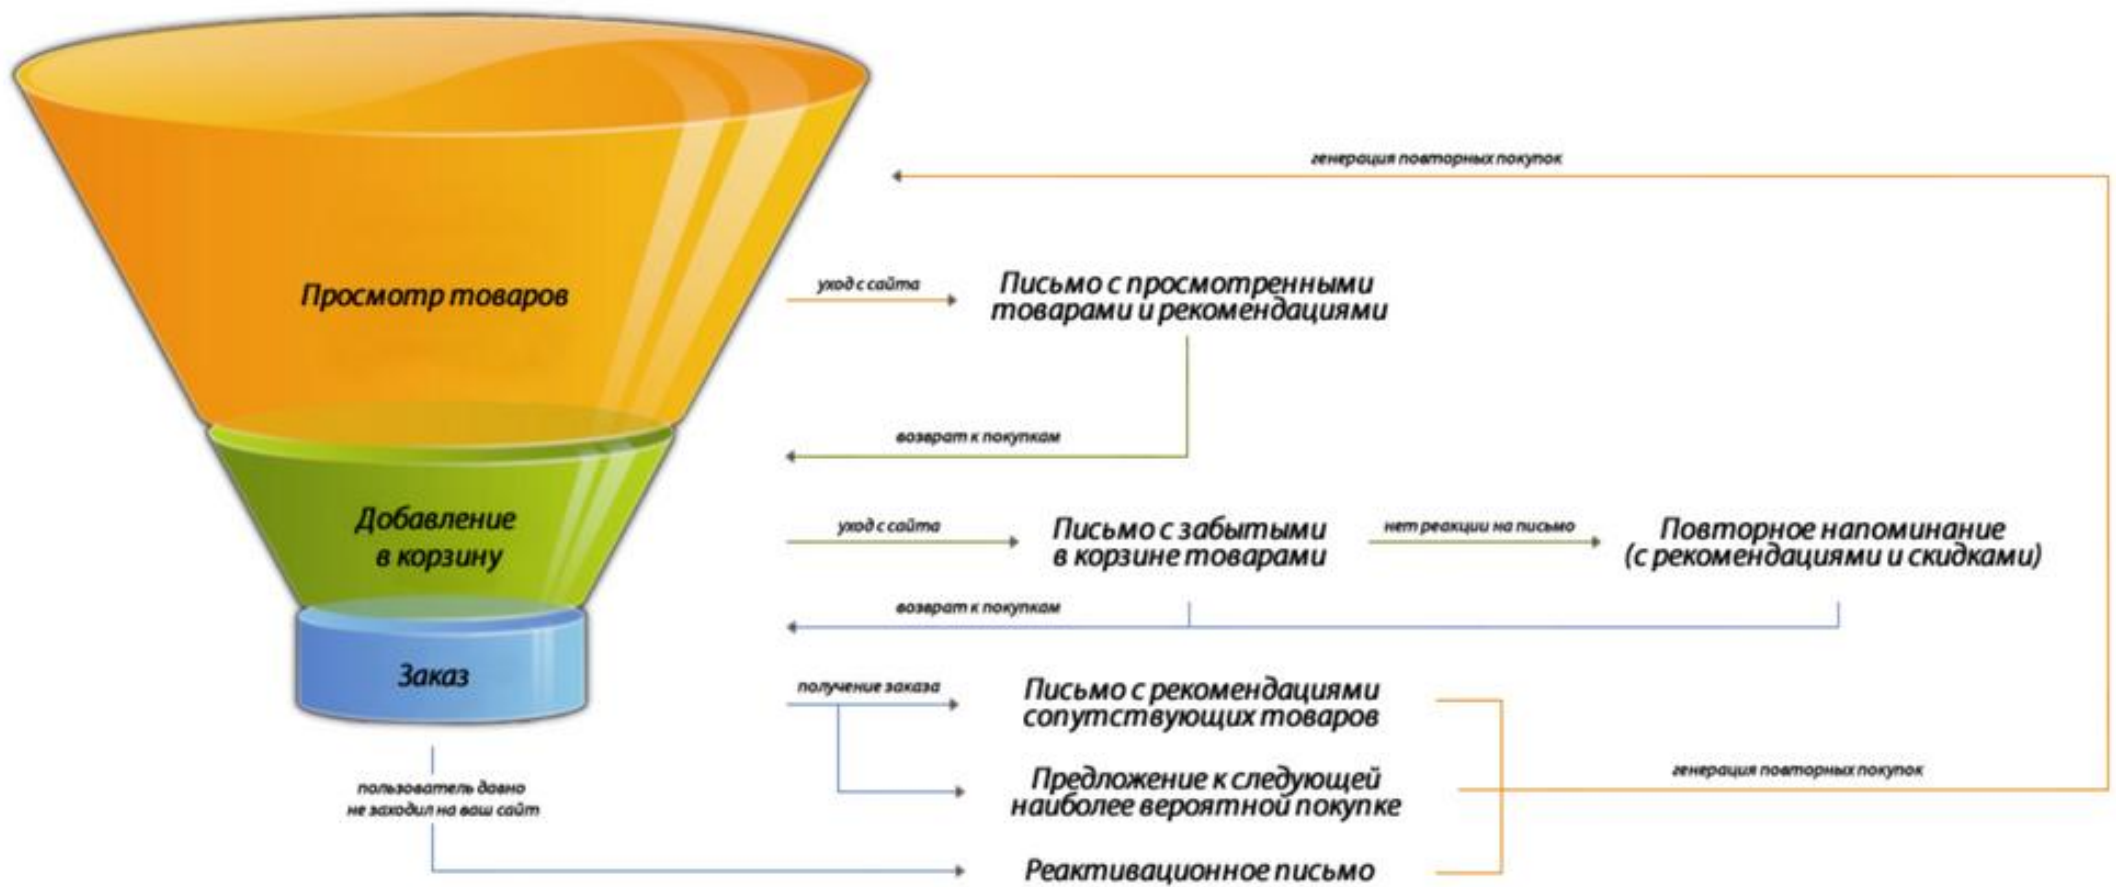 генерация повторных покупок
Просмотр товаров
уход с сайта
Письмо с просмотренными
товарами и рекомендациями
возврат к покупкам
Добавление
в корзину
уход с сайта
Письмо с забытыми
в корзине товарами
нет реакции на письмо
Повторное напоминание
(с рекомендациями и скидками)
возврат к покупкам
Заказ
получение заказа
Письмо с рекомендациями
сопутствующих товаров
Предложение к следующей
наиболее вероятной покупке
генерация повторных покупок
пользователь давно
не заходил на ваш сайт
Реактивационное письмо